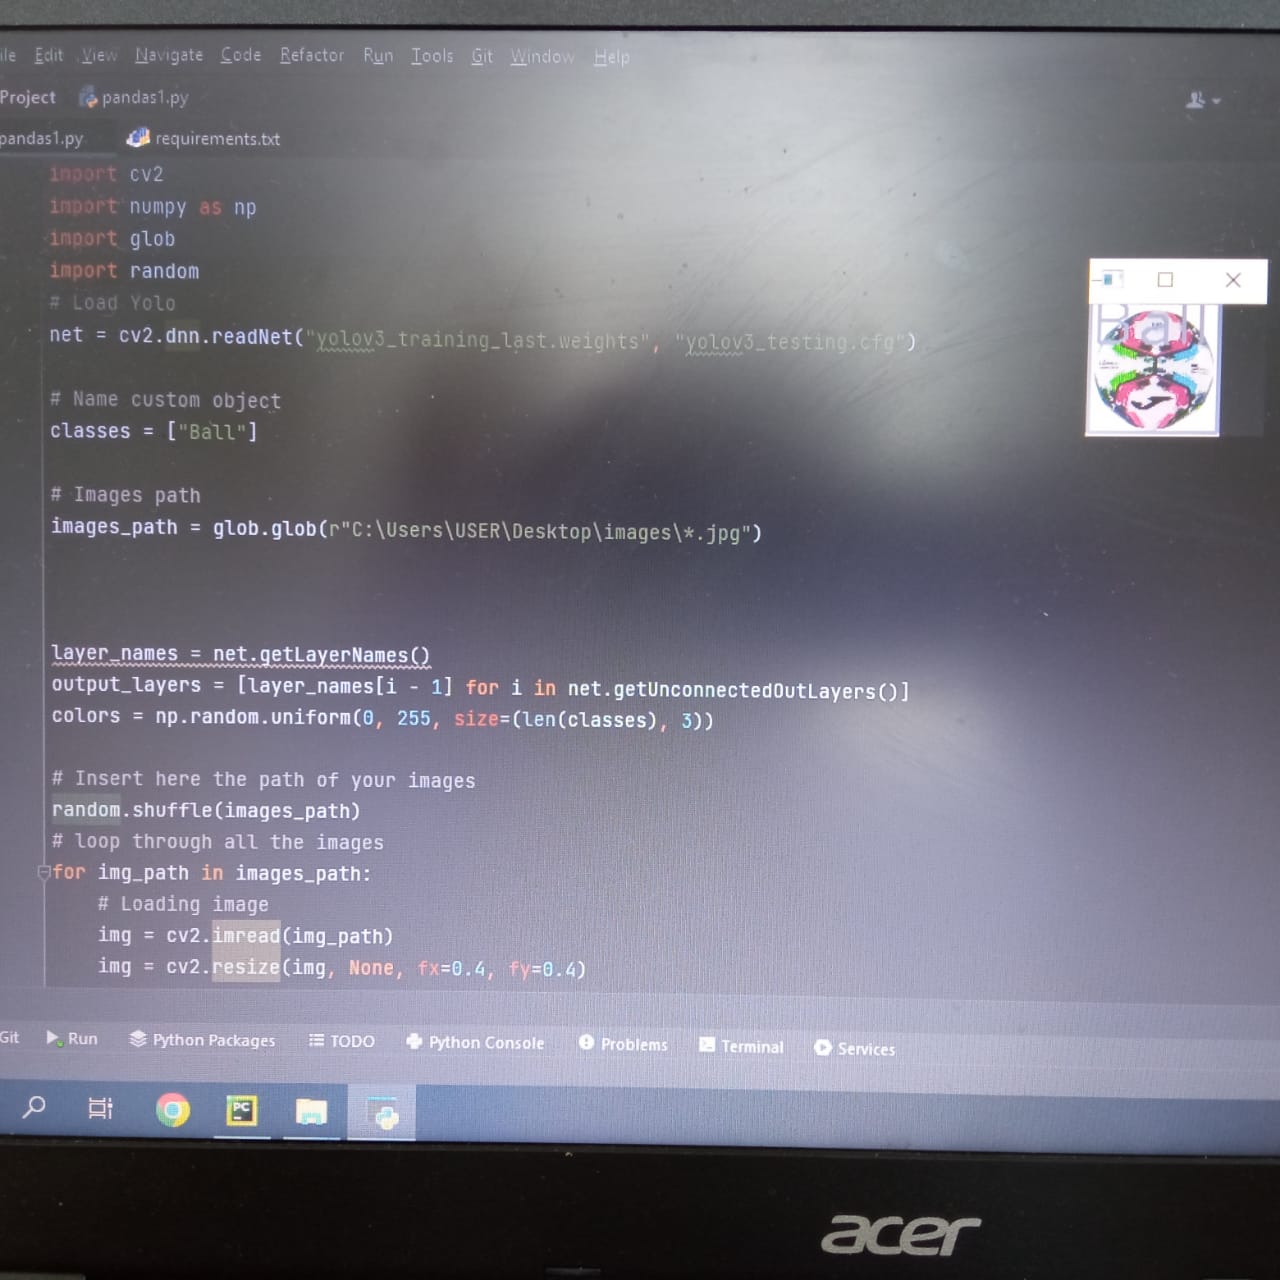 ile Edit View Navigate Code Refactor Run Tools Git Window Help
Project pandas1.py
pandas1.py requirements.txt
import cv2
import numpy as np
import glob
import random
# Load Yolo
net = cv2.dnn.readNet("yolov3_training_last.weights", "yolov3_testing.cfg")
# Name custom object
classes = ["Ball"]
# Images path
images_path = glob.glob(r"C:\Users\USER\Desktop\images\*.jpg")
layer_names = net.getLayerNames()
output_layers = [layer_names[i - 1] for i in net.getUnconnectedOutLayers()]
colors = np.random.uniform(0, 255, size=(len(classes), 3))
# Insert here the path of your images
random.shuffle(images_path)
# loop through all the images
for img_path in images_path:
# Loading image
img = cv2.imread(img_path)
img = cv2.resize(img, None, fx=0.4, fy=0.4)
Ball
Git Run Python Packages TODO Python Console Problems Terminal Services
PC
acer